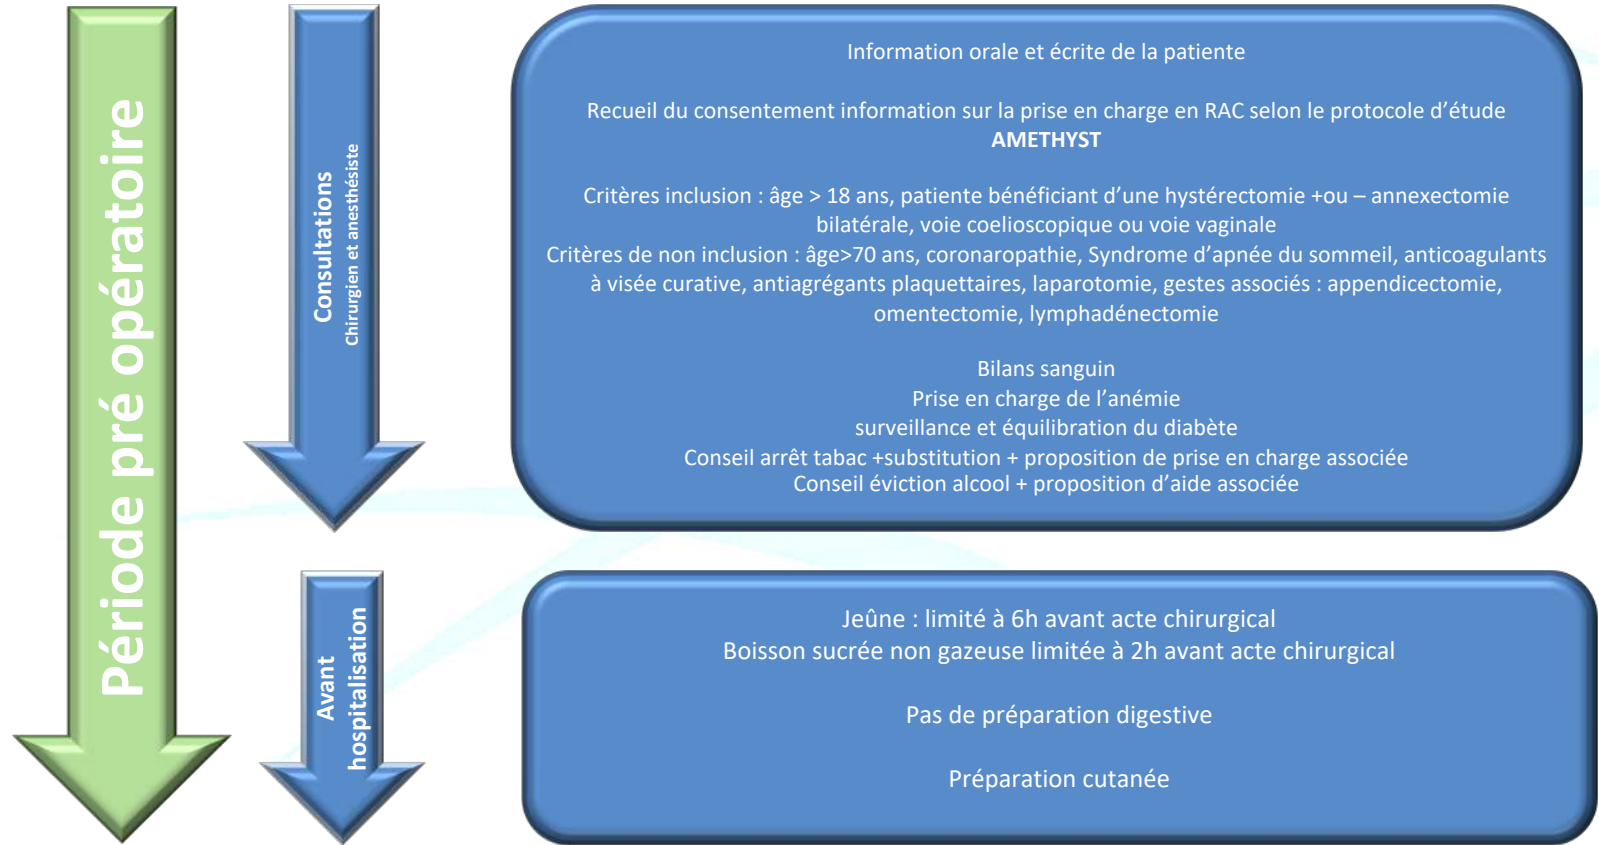 Période pré opératoire
Consultations
Chirurgien et anesthésiste
Information orale et écrite de la patiente
Recueil du consentement information sur la prise en charge en RAC selon le protocole d’étude
AMETHYST
Critères inclusion : âge > 18 ans, patiente bénéficiant d’une hystérectomie +ou – annexectomie
bilatérale, voie coelioscopique ou voie vaginale
Critères de non inclusion : âge>70 ans, coronaropathie, Syndrome d’apnée du sommeil, anticoagulants
à visée curative, antiagrégants plaquettaires, laparotomie, gestes associés : appendicectomie,
omentectomie, lymphadénectomie
Bilans sanguin
Prise en charge de l’anémie
surveillance et équilibration du diabète
Conseil arrêt tabac +substitution + proposition de prise en charge associée
Conseil éviction alcool + proposition d’aide associée
Avant
hospitalisation
Jeûne : limité à 6h avant acte chirurgical
Boisson sucrée non gazeuse limitée à 2h avant acte chirurgical
Pas de préparation digestive
Préparation cutanée